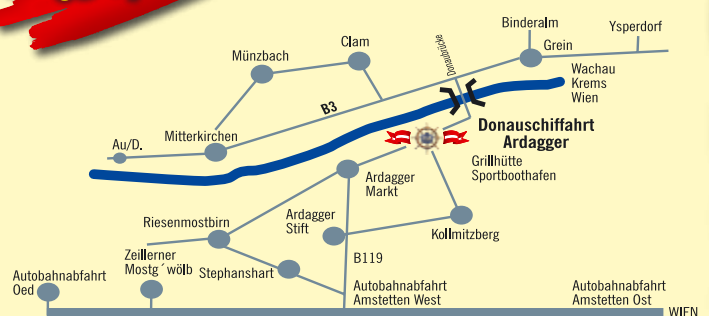 Binderalm
Ysperdorf
Clam
Donaubrücke
Grein
Münzbach
Wachau
Krems
Wien
B3
Donauschiffahrt
Ardagger
Mitterkirchen
Au/D.
Grillhütte
Sportboothafen
Ardagger
Markt
Ardagger
Stift
Riesenmostbirn
Kollmitzberg
Zeillerner
Mostg´wölb
Stephanshart
B119
Autobahnabfahrt
Oed
Autobahnabfahrt
Amstetten West
Autobahnabfahrt
Amstetten Ost
WIEN